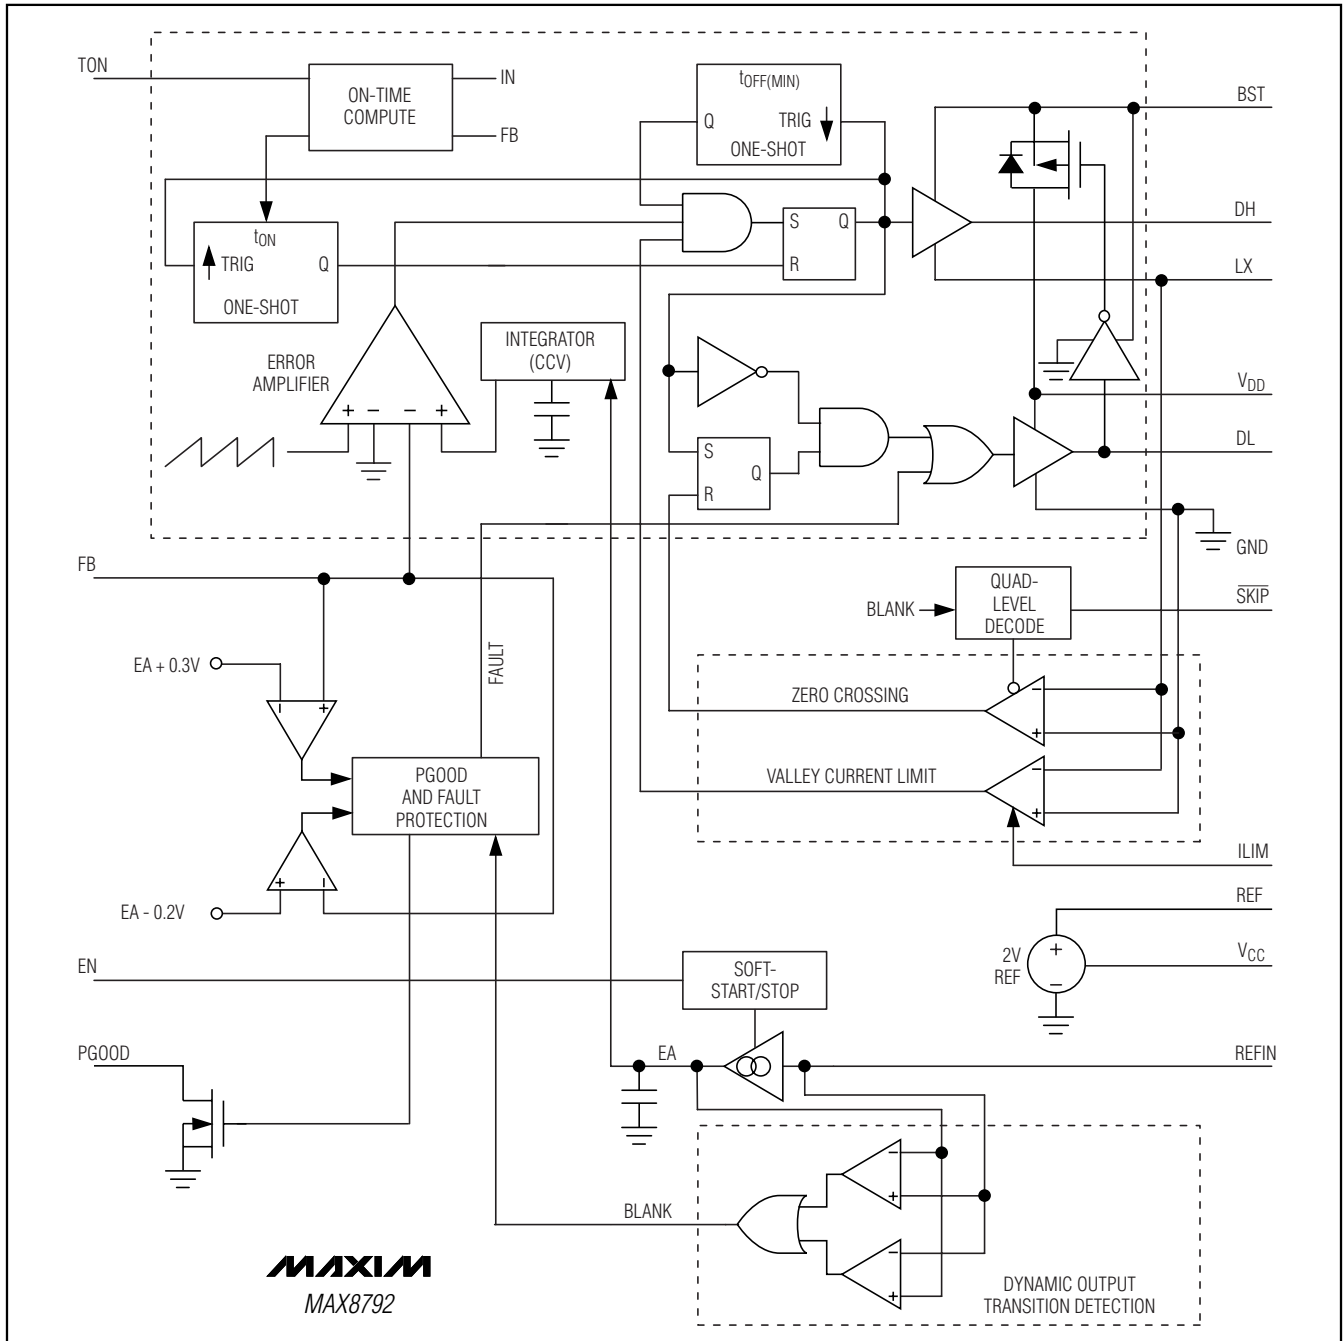 TON
ON-TIME
COMPUTE
IN
FB
tOFF(MIN)
Q
TRIG
ONE-SHOT
BST
tON
TRIG
Q
ONE-SHOT
S
Q
R
DH
LX
ERROR
AMPLIFIER
+ − − +
INTEGRATOR
(CCV)
VDD
DL
S
Q
R
GND
FB
BLANK
QUAD-
LEVEL
DECODE
SKIP
EA + 0.3V
− +
FAULT
ZERO CROSSING
−
+
PGOOD
AND FAULT
PROTECTION
VALLEY CURRENT LIMIT
−
+
ILIM
EA - 0.2V
+ −
REF
2V
REF
+
−
VCC
EN
SOFT-
START/STOP
PGOOD
EA
REFIN
−
+
BLANK
−
+
DYNAMIC OUTPUT
TRANSITION DETECTION
MAXIM
MAX8792